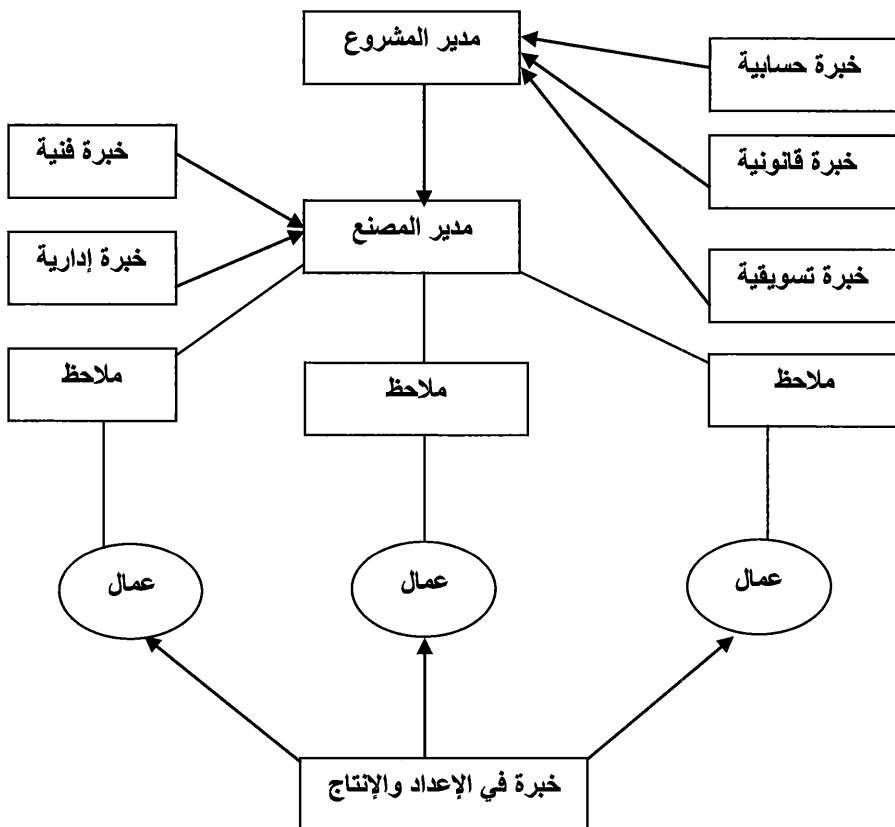 مدير المشروع
خبرة حسابية
خبرة فنية
خبرة قانونية
مدير المصنع
خبرة إدارية
خبرة تسويقية
ملاحظ
ملاحظ
ملاحظ
عمال
عمال
عمال
خبرة في الإعداد والإنتاج